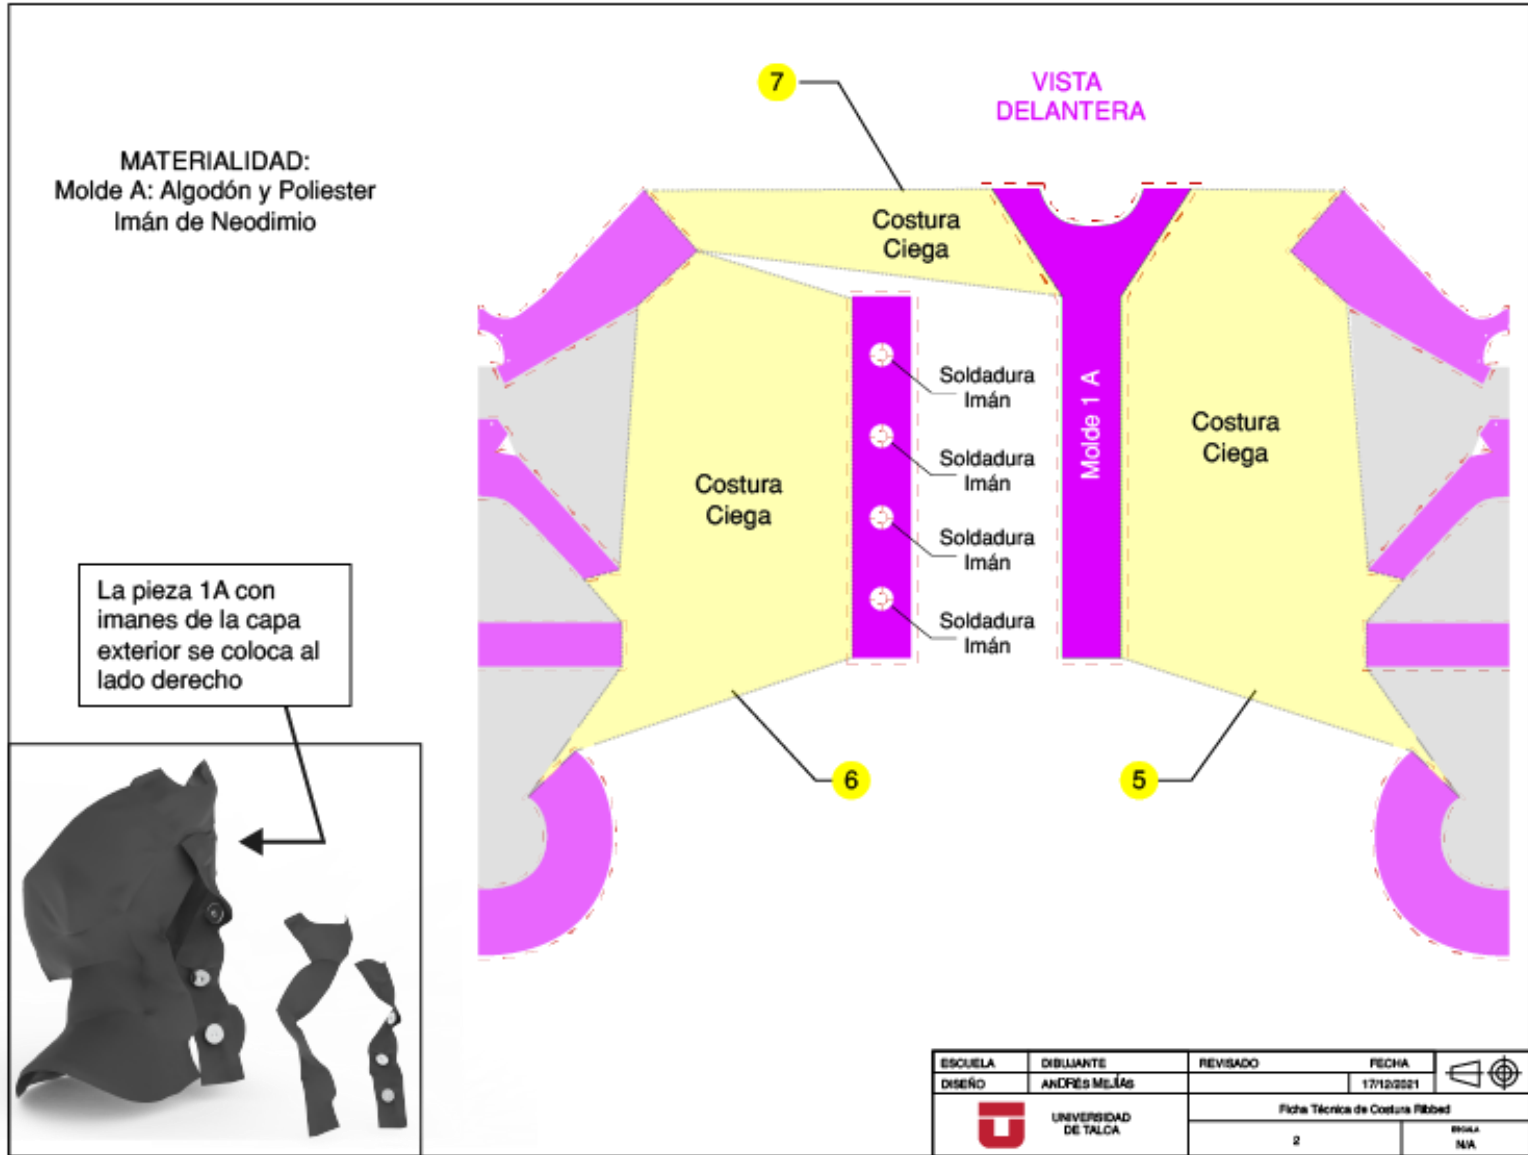 7
VISTA
DELANTERA
MATERIALIDAD:
Molde A: Algodón y Poliester
Imán de Neodimio
Costura
Ciega
Soldadura
Imán
Molde 1 A
Costura
Ciega
Soldadura
Imán
Costura
Ciega
Soldadura
Imán
Soldadura
Imán
La pieza 1A con
imanes de la capa
exterior se coloca al
lado derecho
6
5
ESCUELA DIBUJANTE REVISADO FECHA
DISEÑO ANDRÉS MEJÍAS 17/12/2021
UNIVERSIDAD
DE TALCA
Ficha Técnica de Costura Ribbed
2
ESCALA
N/A